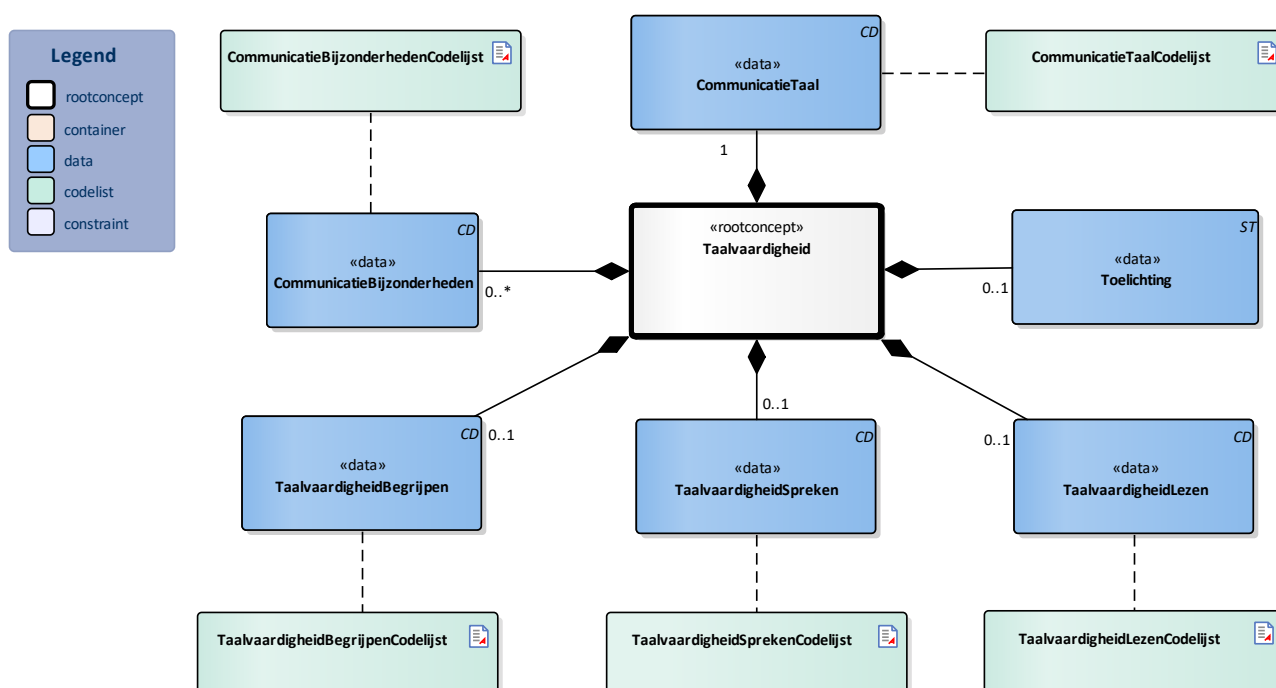 Legend
rootconcept
container
data
codelist
constraint
CommunicatieBijzonderhedenCodelijst
CD
«data»
CommunicatieTaal
CommunicatieTaalCodelijst
1
CD
«data»
CommunicatieBijzonderheden
0..*
«rootconcept»
Taalvaardigheid
ST
«data»
Toelichting
0..1
CD
«data»
TaalvaardigheidBegrijpen
0..1
CD
«data»
TaalvaardigheidSpreken
0..1
CD
«data»
TaalvaardigheidLezen
0..1
TaalvaardigheidBegrijpenCodelijst
TaalvaardigheidSprekenCodelijst
TaalvaardigheidLezenCodelijst